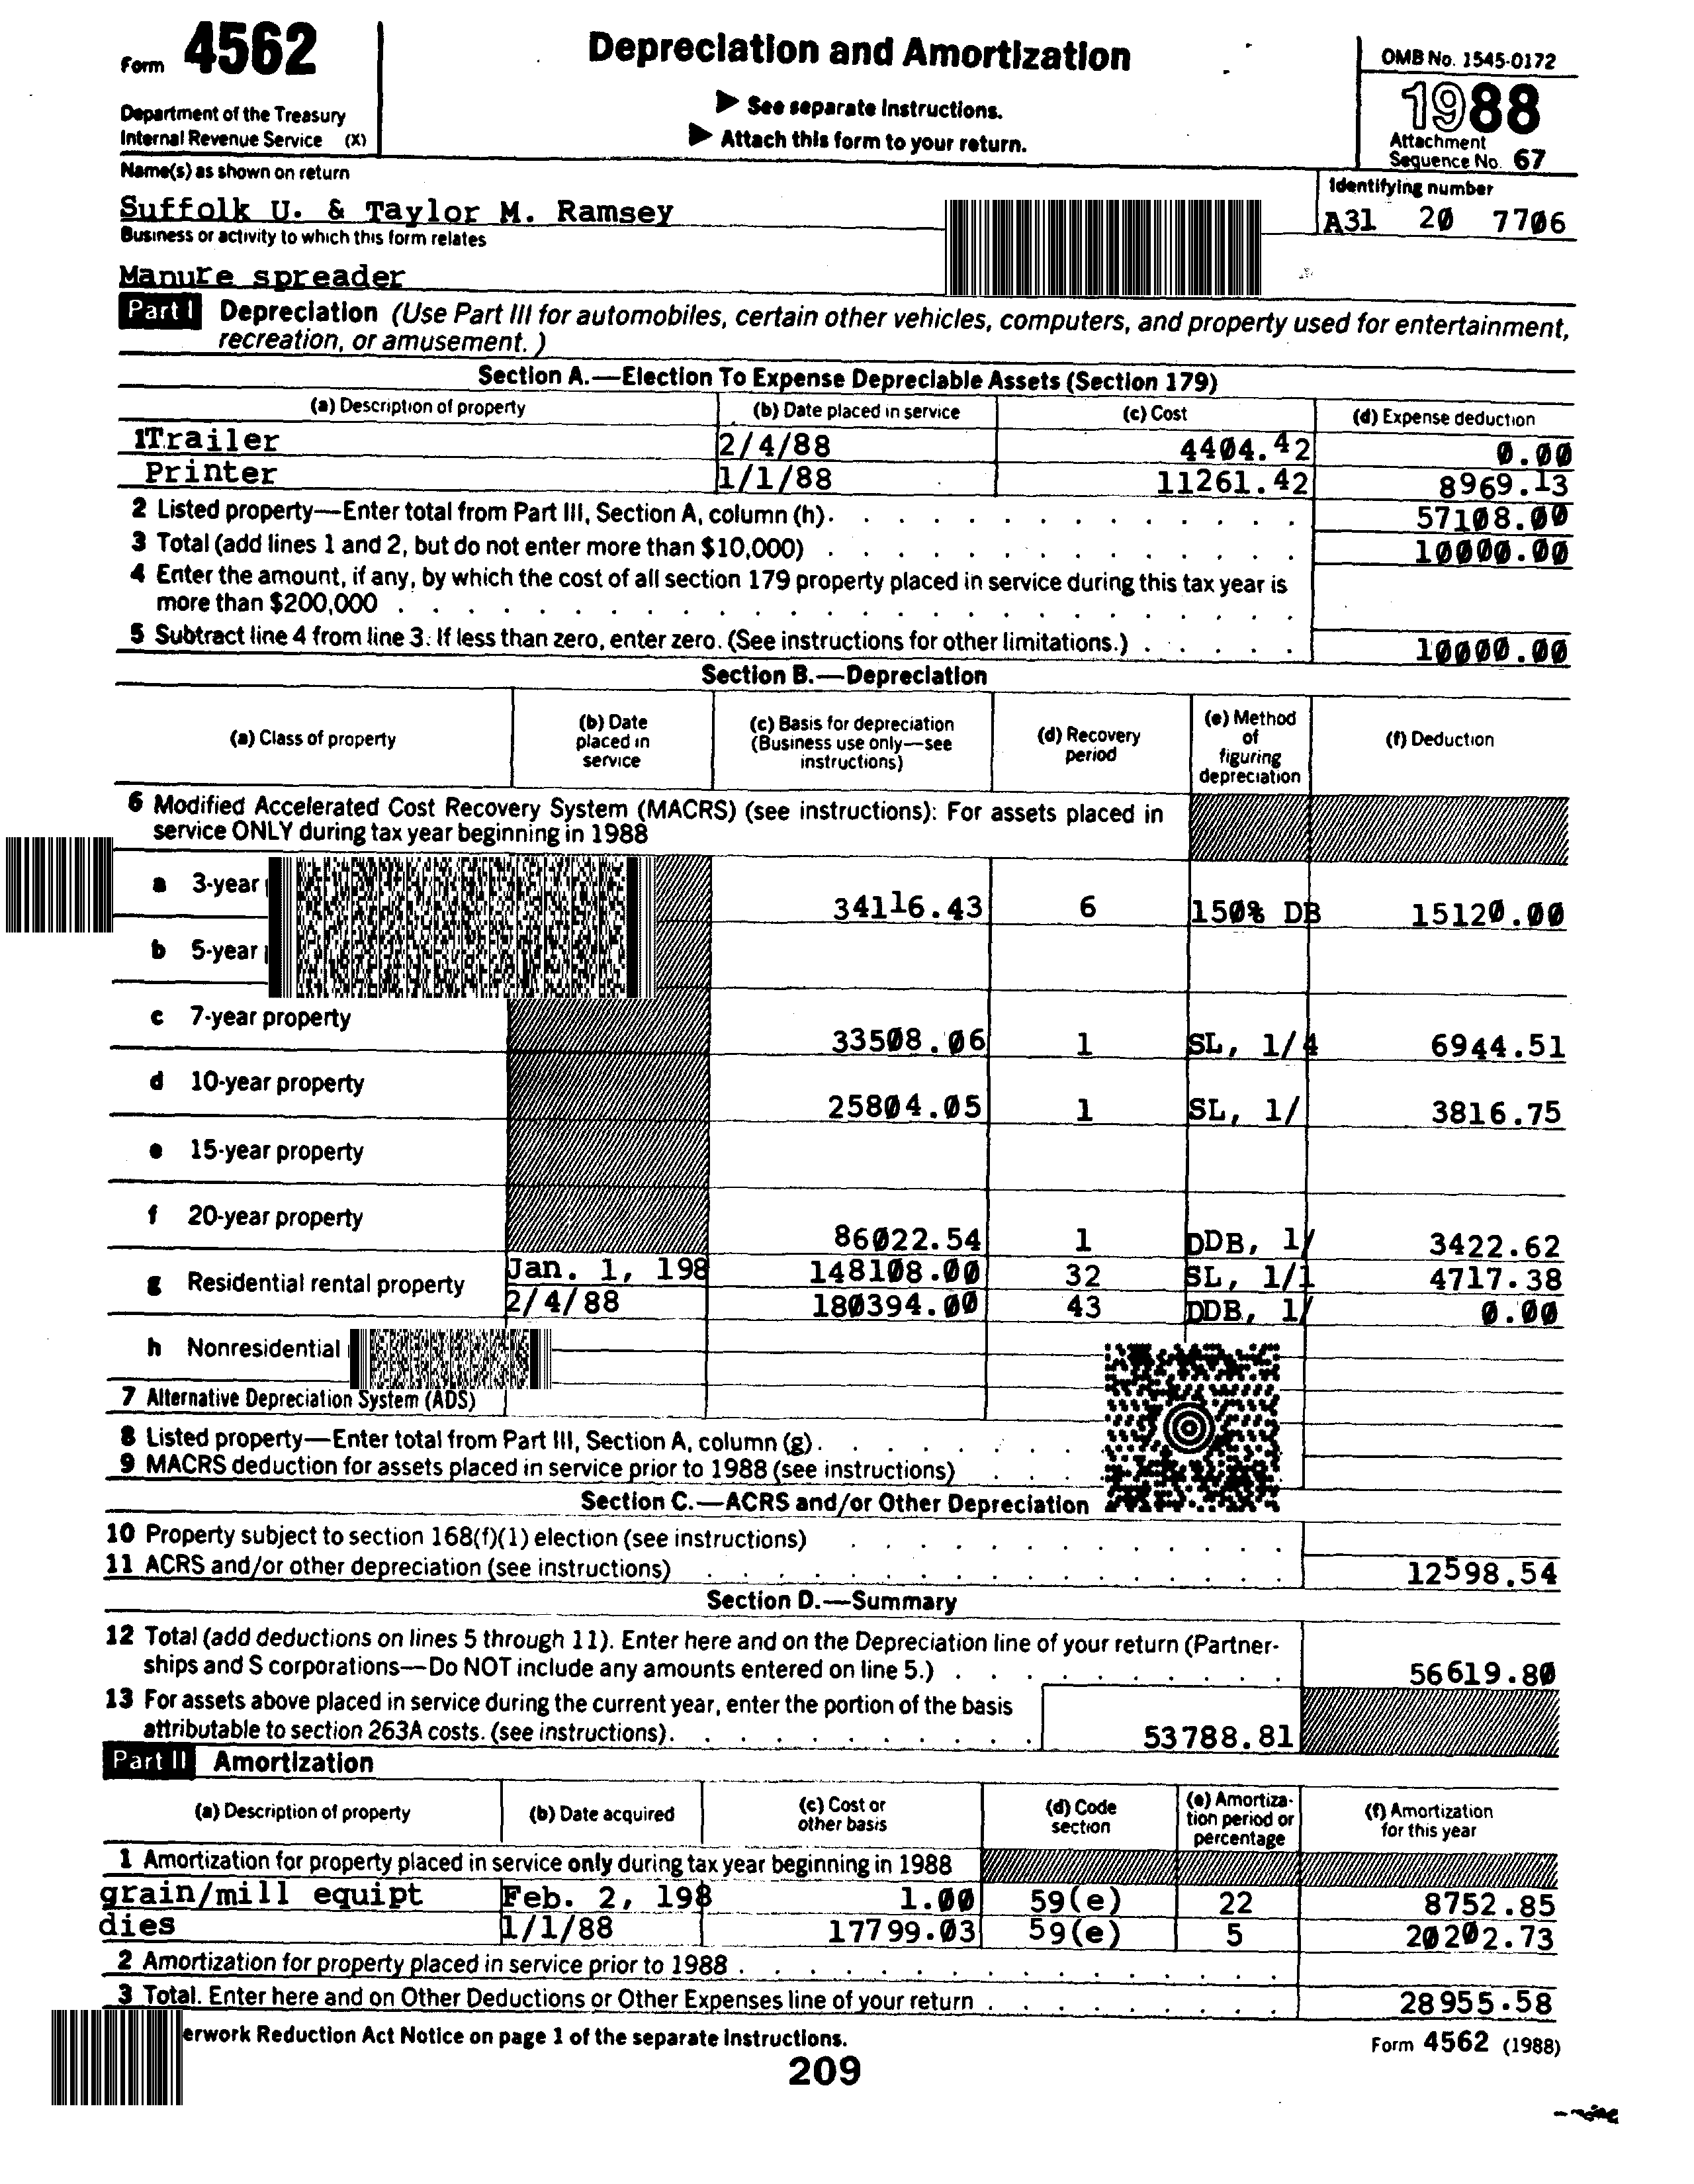 Form 4562
Depreciation and Amortization
OMB No. 1545-0172
▶ See separate Instructions.
1988
Department of the Treasury
Internal Revenue Service (X)
▶ Attach this form to your return.
Attachment
Sequence No. 67
Name(s) as shown on return
Identifying number
Suffolk U. & Taylor M. Ramsey
A31 20 7706
Business or activity to which this form relates
Manure spreader
Part I Depreciation (Use Part III for automobiles, certain other vehicles, computers, and property used for entertainment,
recreation, or amusement. )
Section A.—Election To Expense Depreciable Assets (Section 179)
(a) Description of property (b) Date placed in service (c) Cost (d) Expense deduction
1 Trailer 2/4/88 4404.42 0.00
Printer 1/1/88 11261.42 8969.13
2 Listed property—Enter total from Part III, Section A, column (h). 57108.00
3 Total (add lines 1 and 2, but do not enter more than $10,000) 10000.00
4 Enter the amount, if any, by which the cost of all section 179 property placed in service during this tax year is
more than $200,000
5 Subtract line 4 from line 3. If less than zero, enter zero. (See instructions for other limitations.) 10000.00
Section B.—Depreciation
(a) Class of property (b) Date placed in service (c) Basis for depreciation (Business use only—see instructions) (d) Recovery period (e) Method of figuring depreciation (f) Deduction
6 Modified Accelerated Cost Recovery System (MACRS) (see instructions): For assets placed in
service ONLY during tax year beginning in 1988
a 3-year 34116.43 6 150% DB 15120.00
b 5-year
c 7-year property 33508.06 1 SL, 1/4 6944.51
d 10-year property 25804.05 1 SL, 1/ 3816.75
e 15-year property
f 20-year property 86022.54 1 DDB, 1/ 3422.62
g Residential rental property Jan. 1, 198 148108.00 32 SL, 1/1 4717.38
2/4/88 180394.00 43 DDB, 1/ 0.00
h Nonresidential
7 Alternative Depreciation System (ADS)
8 Listed property—Enter total from Part III, Section A, column (g).
9 MACRS deduction for assets placed in service prior to 1988 (see instructions)
Section C.—ACRS and/or Other Depreciation
10 Property subject to section 168(f)(1) election (see instructions)
11 ACRS and/or other depreciation (see instructions) 12598.54
Section D.—Summary
12 Total (add deductions on lines 5 through 11). Enter here and on the Depreciation line of your return (Partner-
ships and S corporations—Do NOT include any amounts entered on line 5.) 56619.80
13 For assets above placed in service during the current year, enter the portion of the basis
attributable to section 263A costs. (see instructions). 53788.81
Part II Amortization
(a) Description of property (b) Date acquired (c) Cost or other basis (d) Code section (e) Amortiza-tion period or percentage (f) Amortization for this year
1 Amortization for property placed in service only during tax year beginning in 1988
grain/mill equipt Feb. 2, 198 1.00 59(e) 22 8752.85
dies 1/1/88 17799.03 59(e) 5 20202.73
2 Amortization for property placed in service prior to 1988
3 Total. Enter here and on Other Deductions or Other Expenses line of your return 28955.58
erwork Reduction Act Notice on page 1 of the separate instructions.
Form 4562 (1988)
209